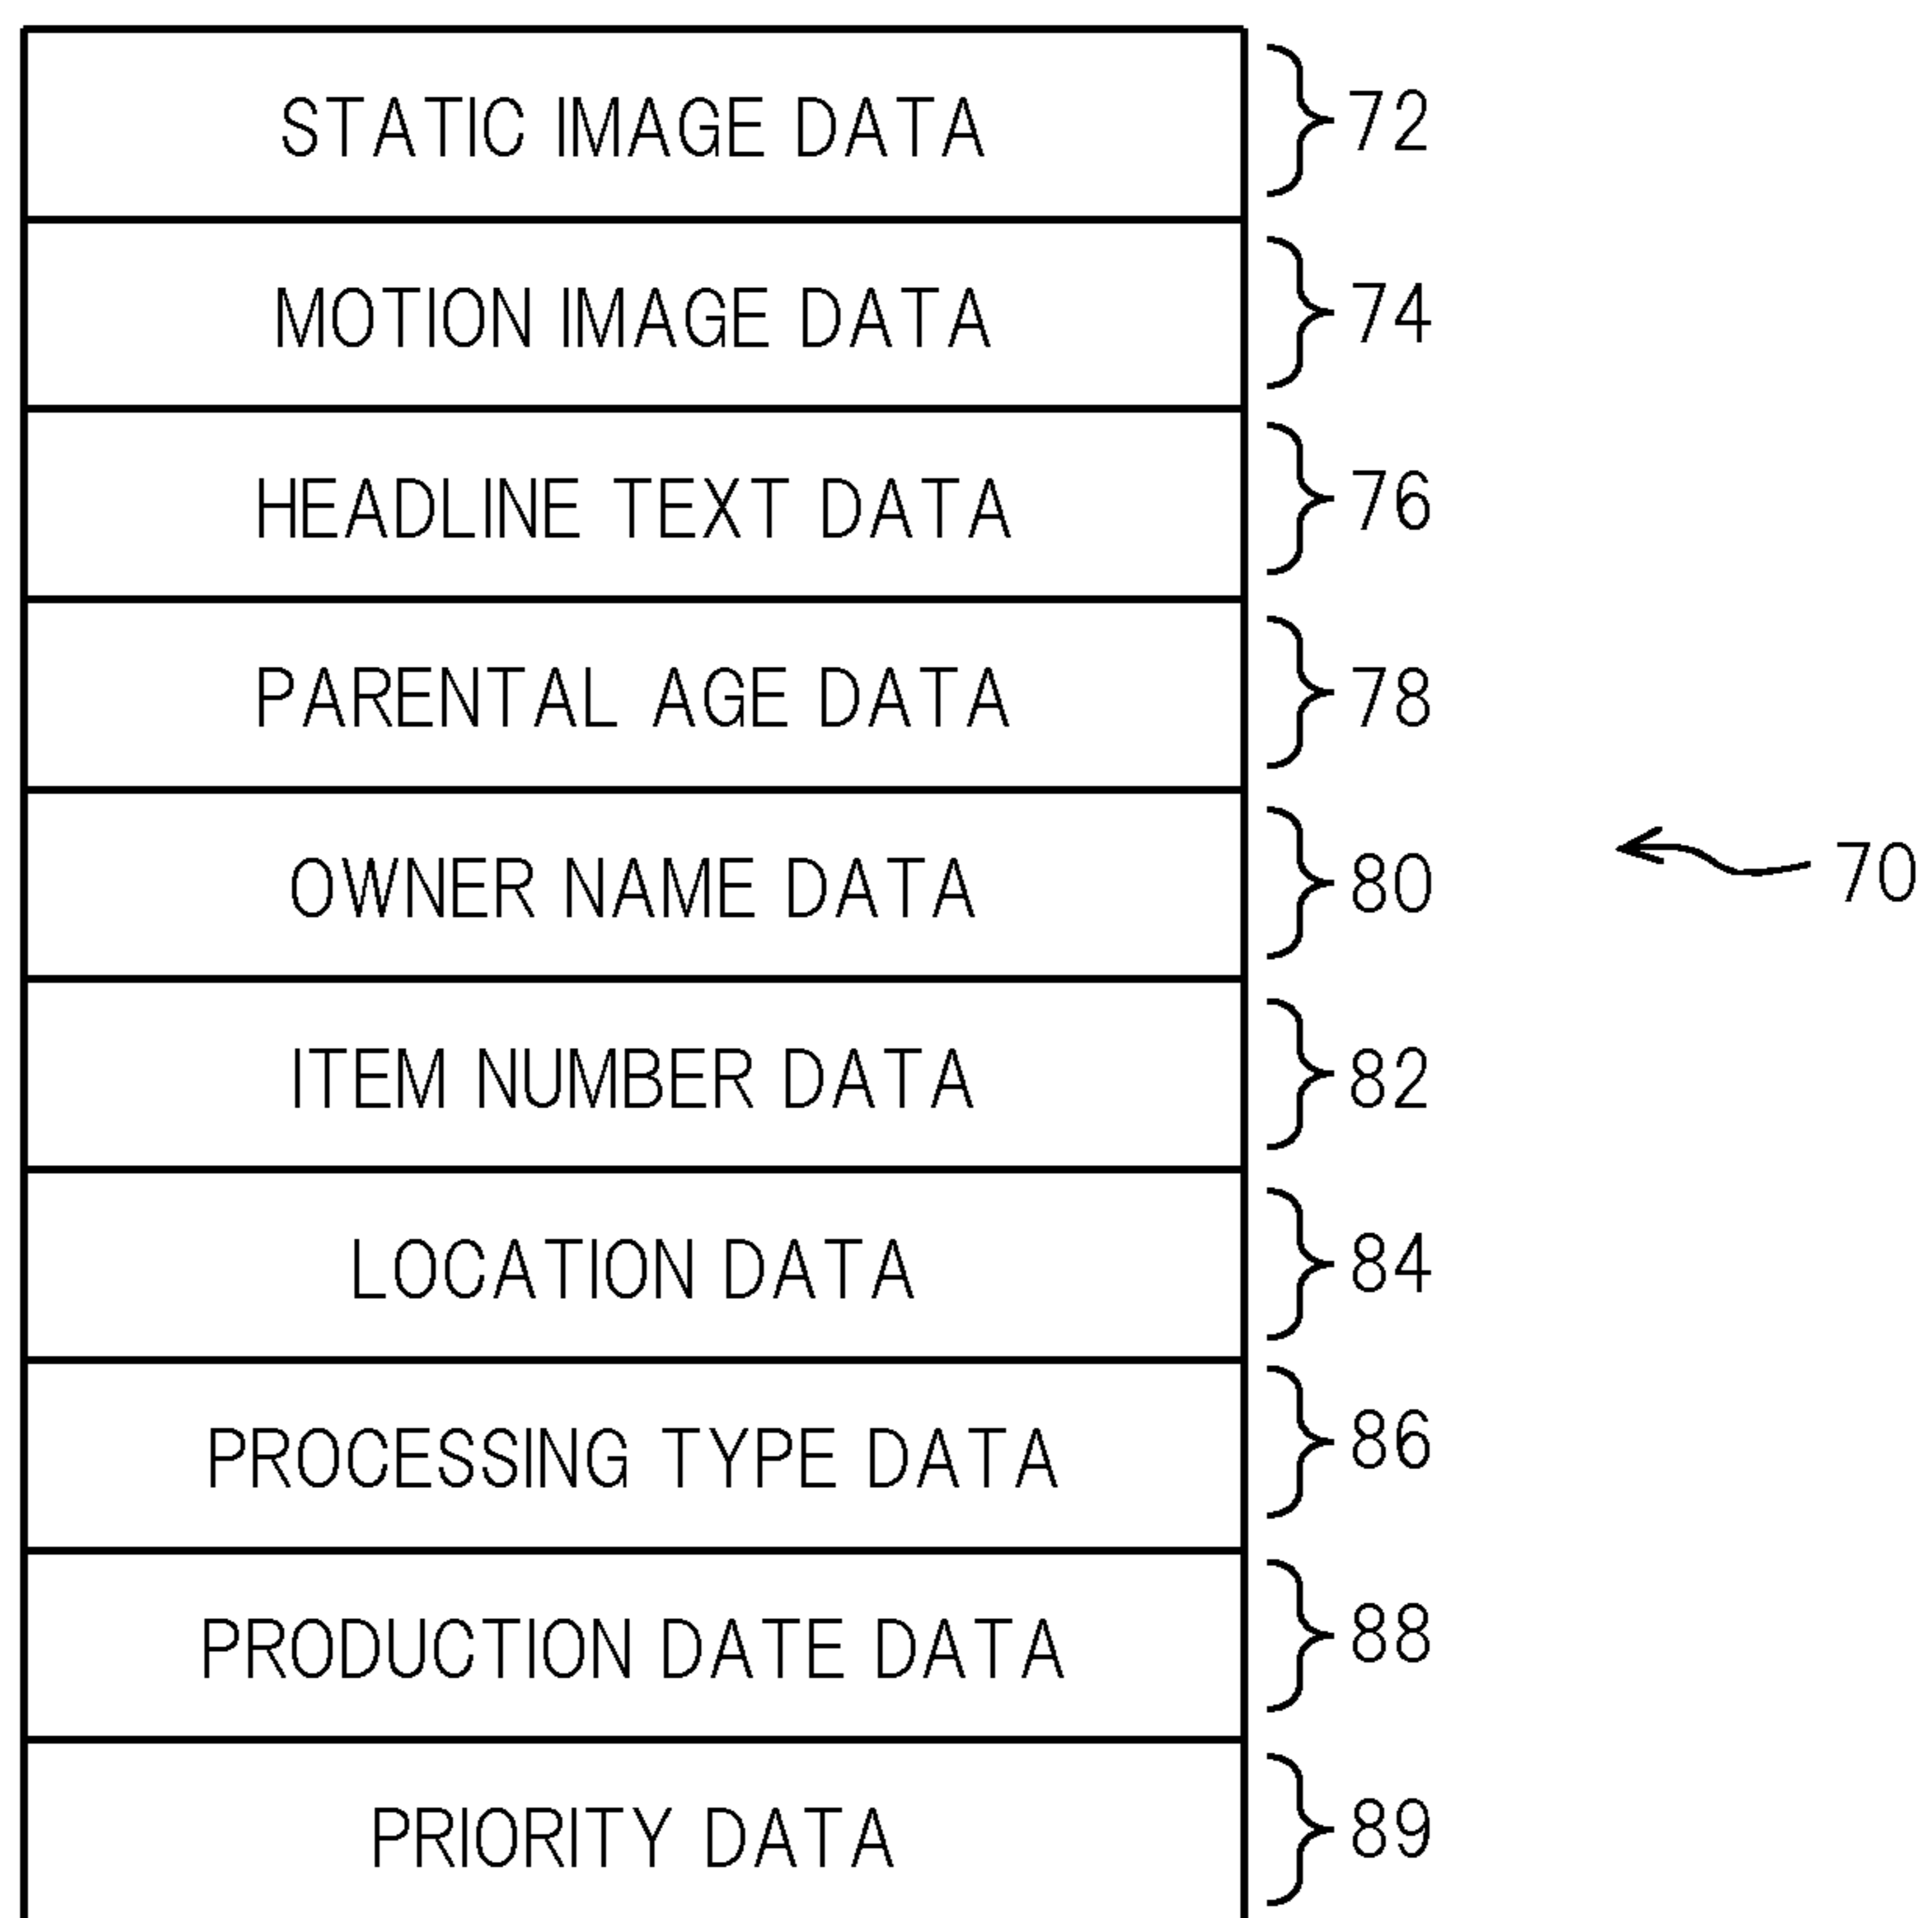 STATIC IMAGE DATA 72
MOTION IMAGE DATA 74
HEADLINE TEXT DATA 76
PARENTAL AGE DATA 78
OWNER NAME DATA 80
70
ITEM NUMBER DATA 82
LOCATION DATA 84
PROCESSING TYPE DATA 86
PRODUCTION DATE DATA 88
PRIORITY DATA 89